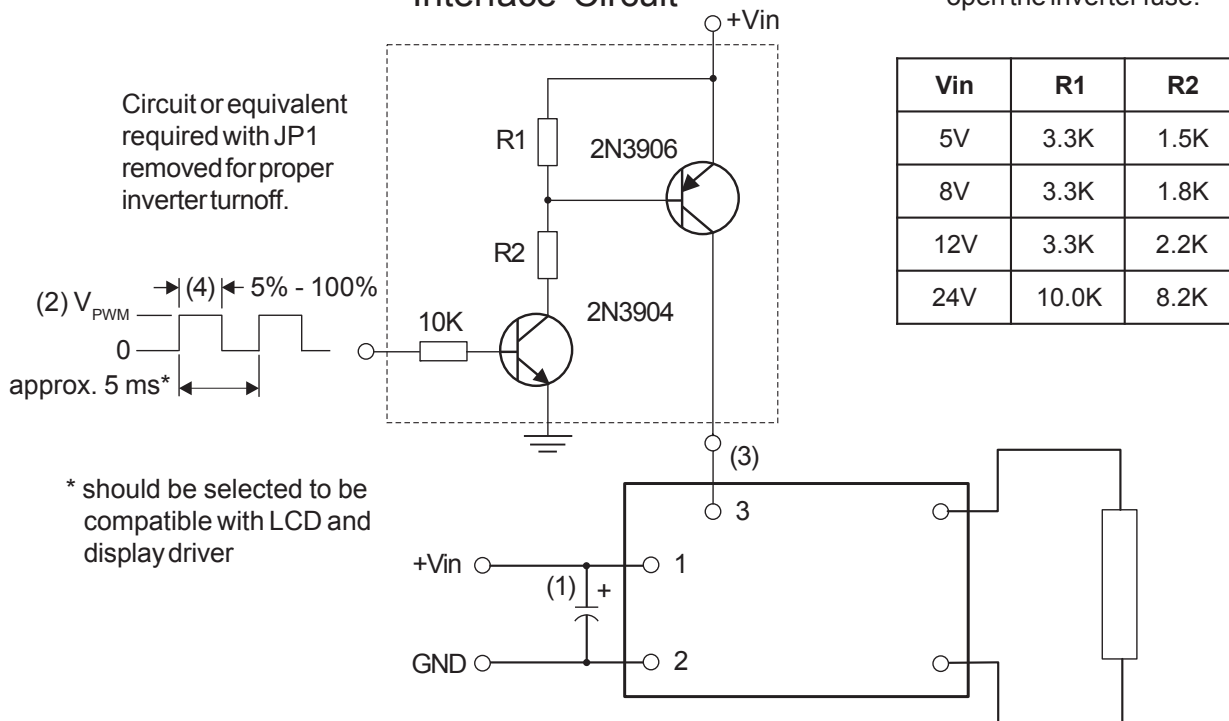 Interface Circuit
open the inverter fuse.
+Vin
Circuit or equivalent
required with JP1
removed for proper
inverter turnoff.
R1
2N3906
R2
2N3904
10K
(2) VPWM
(4)
5% - 100%
0
approx. 5 ms*
Vin R1 R2
5V 3.3K 1.5K
8V 3.3K 1.8K
12V 3.3K 2.2K
24V 10.0K 8.2K
* should be selected to be
compatible with LCD and
display driver
(3)
3
+Vin
(1)
+
1
GND
2